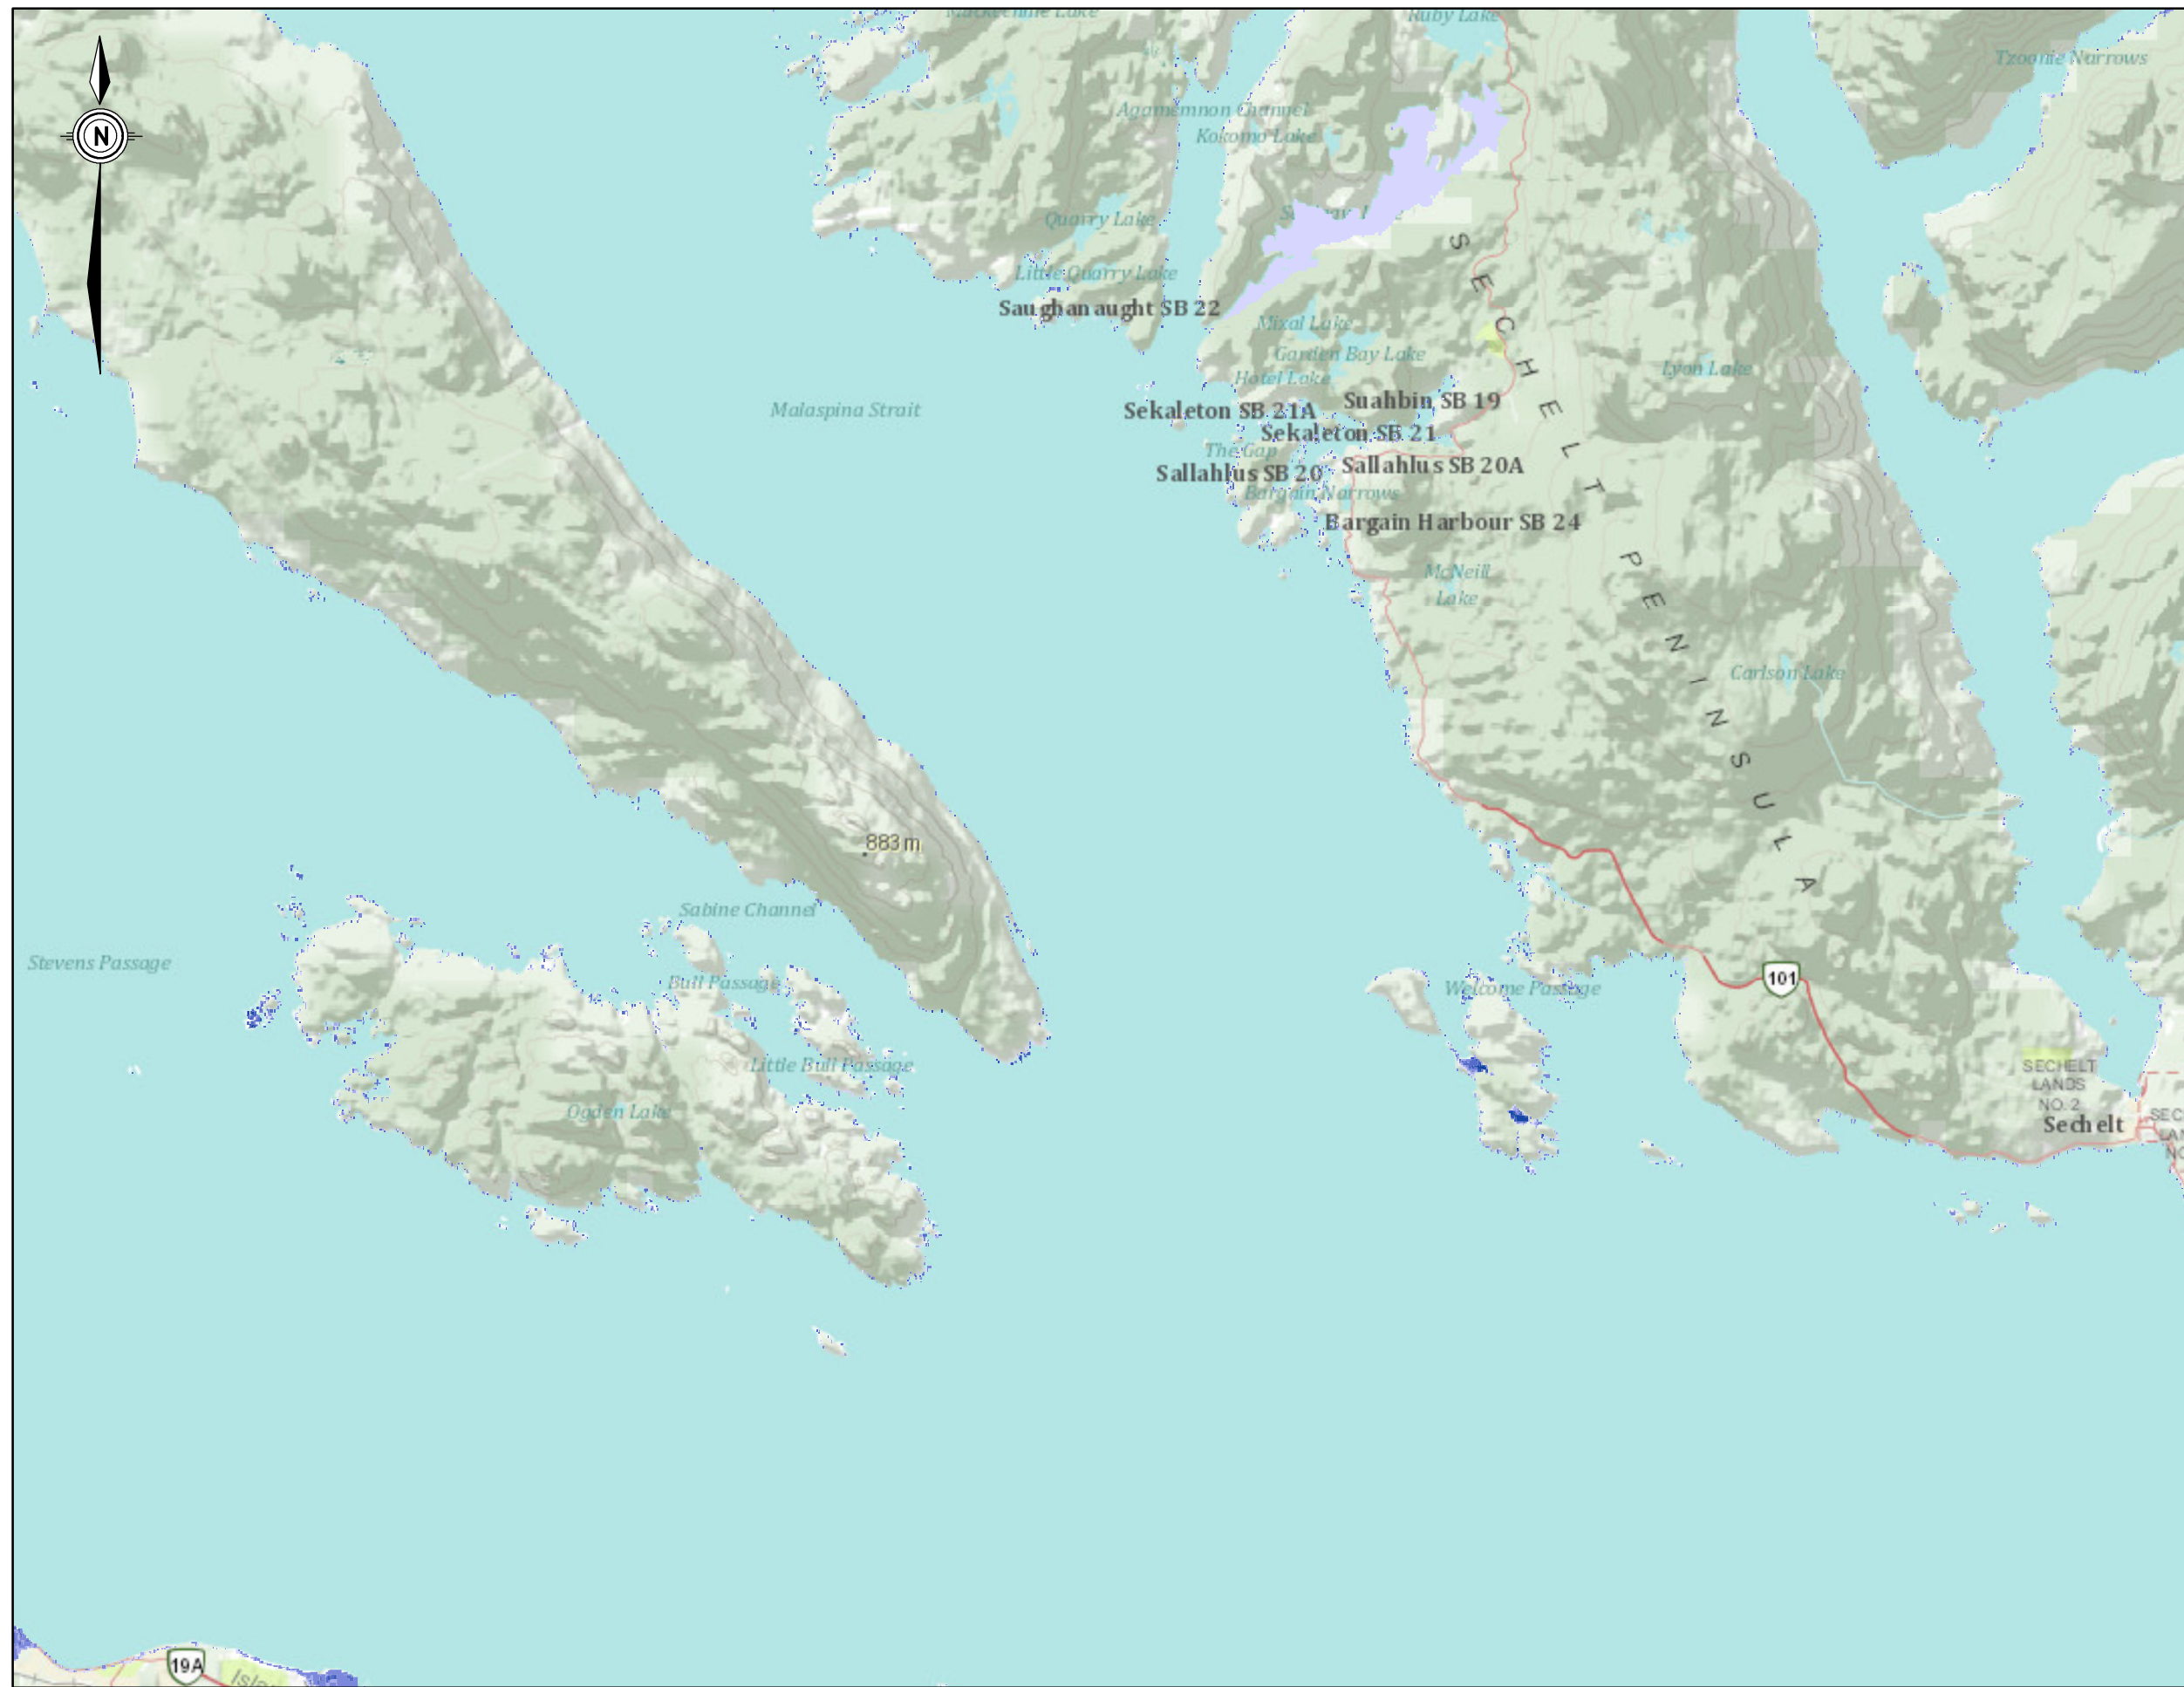 Ruby Lake
Tzoonie Narrows
N
Agamemnon Channel
Kokomo Lake
Quarry Lake
Little Quarry Lake
Saughanaught SB 22
Mixal Lake
Garden Bay Lake
Lyon Lake
Hotel Lake
Malaspina Strait
Suahbin SB 19
Sekaleton SB 21A
Sekaleton SB 21
The Gap
Sallahlus SB 20A
Sallahlus SB 20
Bargain Narrows
Bargain Harbour SB 24
McNeill
Lake
Carlson Lake
SECHELT PENINSULA
883 m
Sabine Channel
Stevens Passage
Bull Passage
101
Welcome Passage
Little Bull Passage
Ogden Lake
SECHELT
LANDS
NO. 2
Sechelt
19A